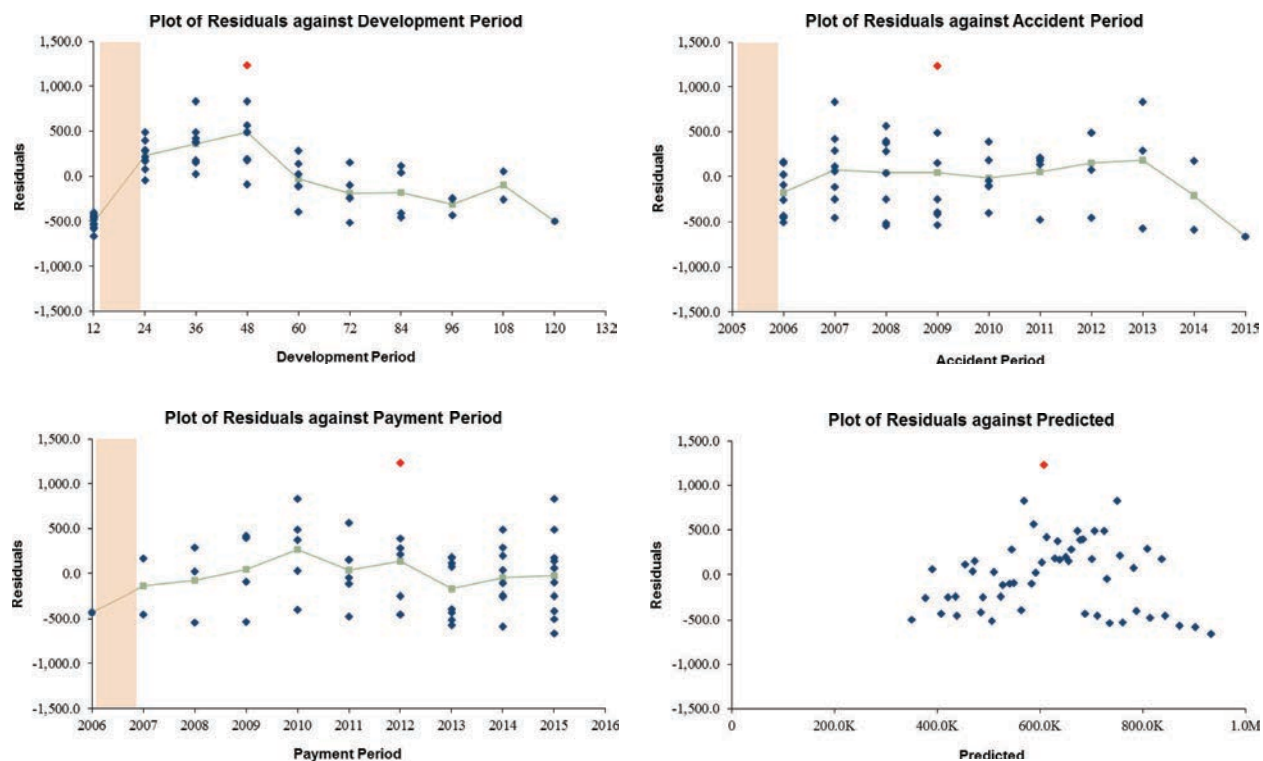 Plot of Residuals against Development Period
1,500.0
1,000.0
500.0
0.0
-500.0
-1,000.0
-1,500.0
Residuals
12 24 36 48 60 72 84 96 108 120 132
Development Period
Plot of Residuals against Accident Period
1,500.0
1,000.0
500.0
0.0
-500.0
-1,000.0
-1,500.0
Residuals
2005 2006 2007 2008 2009 2010 2011 2012 2013 2014 2015
Accident Period
Plot of Residuals against Payment Period
1,500.0
1,000.0
500.0
0.0
-500.0
-1,000.0
-1,500.0
Residuals
2006 2007 2008 2009 2010 2011 2012 2013 2014 2015 2016
Payment Period
Plot of Residuals against Predicted
1,500.0
1,000.0
500.0
0.0
-500.0
-1,000.0
-1,500.0
Residuals
0 200.0K 400.0K 600.0K 800.0K 1.0M
Predicted